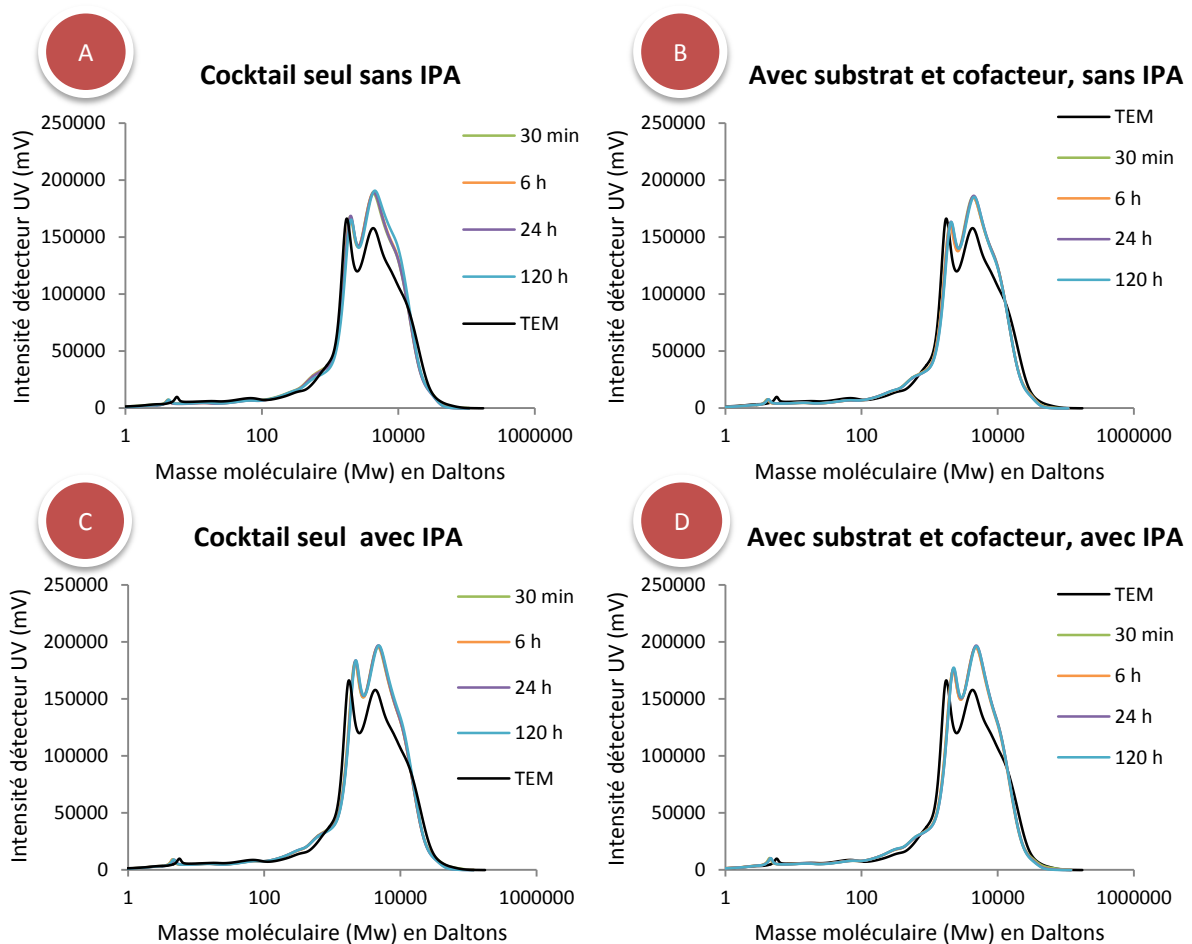 A
Cocktail seul sans IPA
Intensité détecteur UV (mV)
250000
200000
150000
100000
50000
0
1
100
10000
1000000
Masse moléculaire (Mw) en Daltons
30 min
6 h
24 h
120 h
TEM
B
Avec substrat et cofacteur, sans IPA
Intensité détecteur UV (mV)
250000
200000
150000
100000
50000
0
1
100
10000
1000000
Masse moléculaire (Mw) en Daltons
TEM
30 min
6 h
24 h
120 h
C
Cocktail seul avec IPA
Intensité détecteur UV (mV)
250000
200000
150000
100000
50000
0
1
100
10000
1000000
Masse moléculaire (Mw) en Daltons
30 min
6 h
24 h
120 h
TEM
D
Avec substrat et cofacteur, avec IPA
Intensité détecteur UV (mV)
250000
200000
150000
100000
50000
0
1
100
10000
1000000
Masse moléculaire (Mw) en Daltons
TEM
30 min
6 h
24 h
120 h